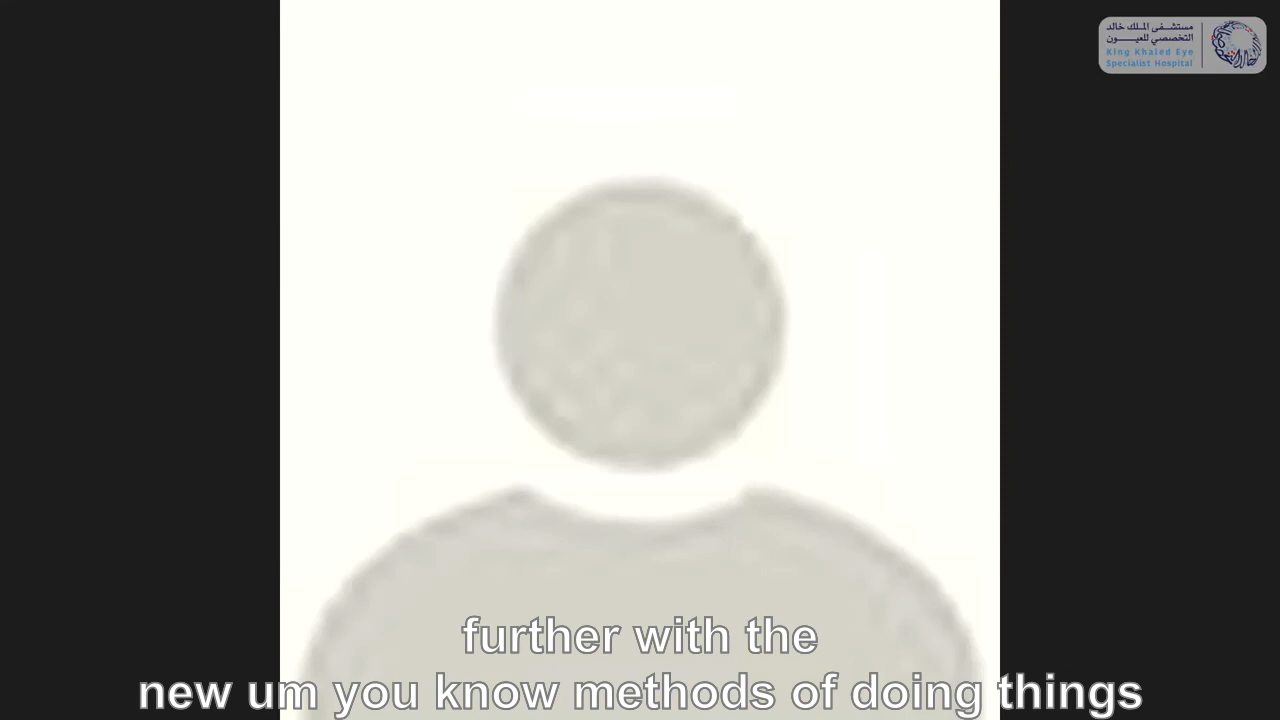 مستشفى الملك خالد
التخصصي للعيون
King Khaled Eye
Specialist Hospital
further with the
new um you know methods of doing things